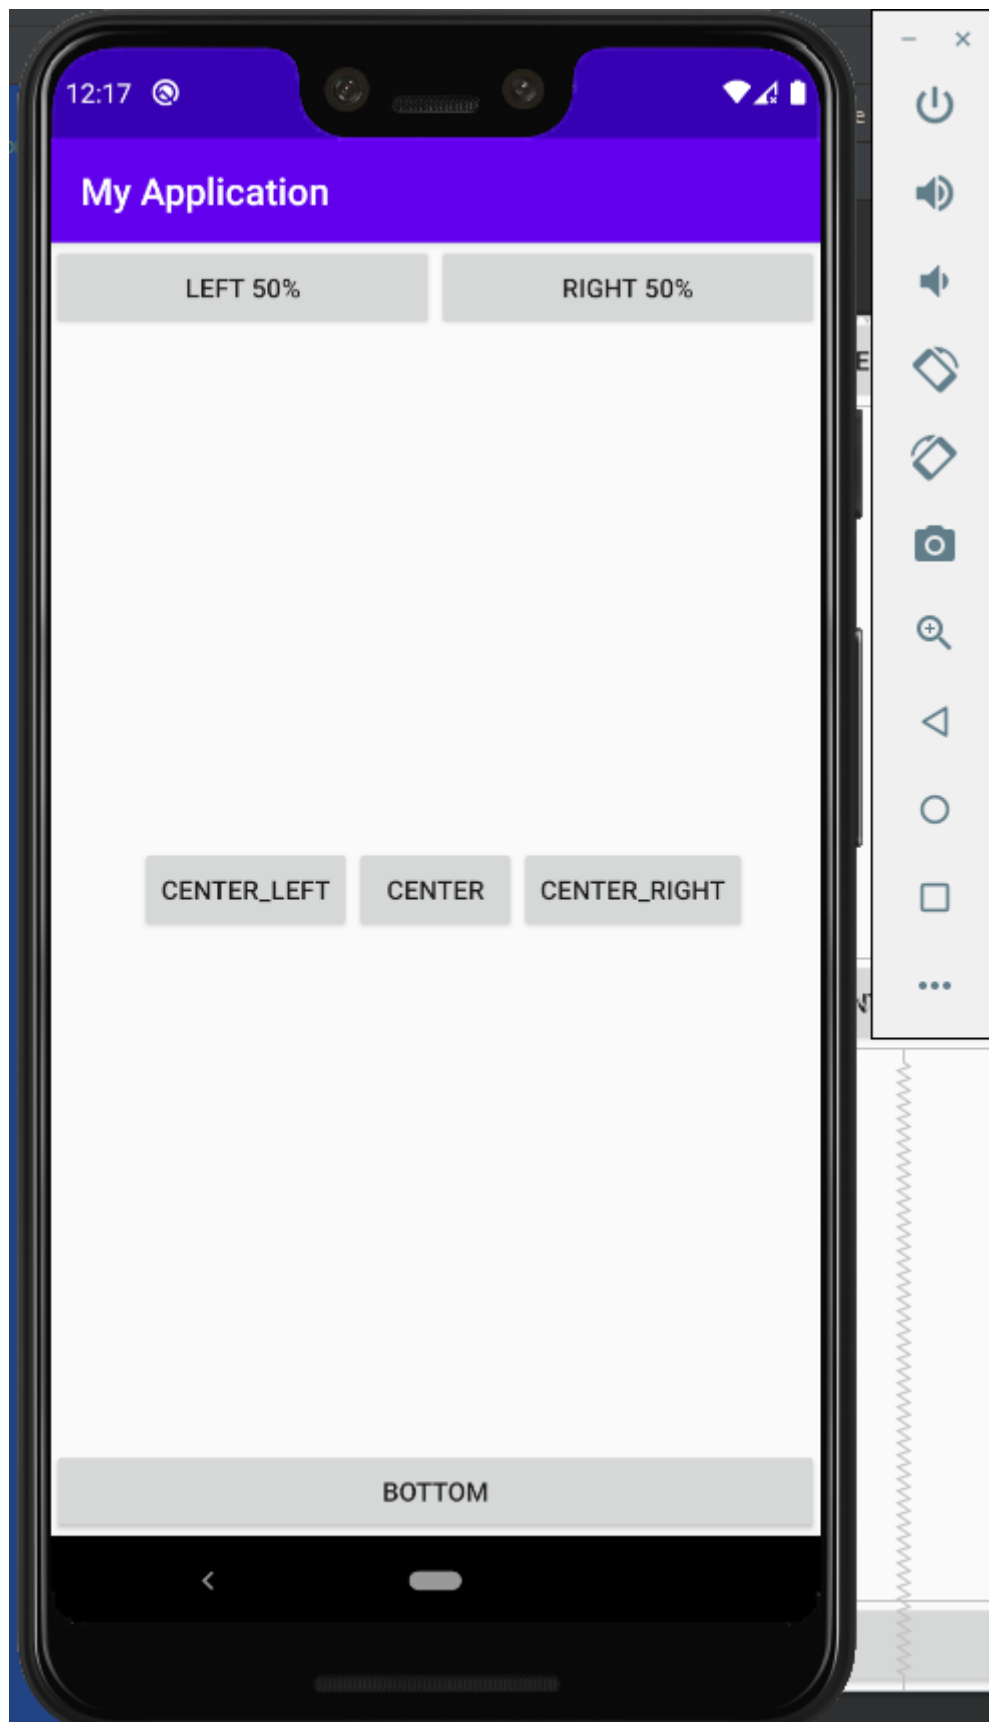 12:17
My Application
LEFT 50% RIGHT 50%
CENTER_LEFT CENTER CENTER_RIGHT
BOTTOM